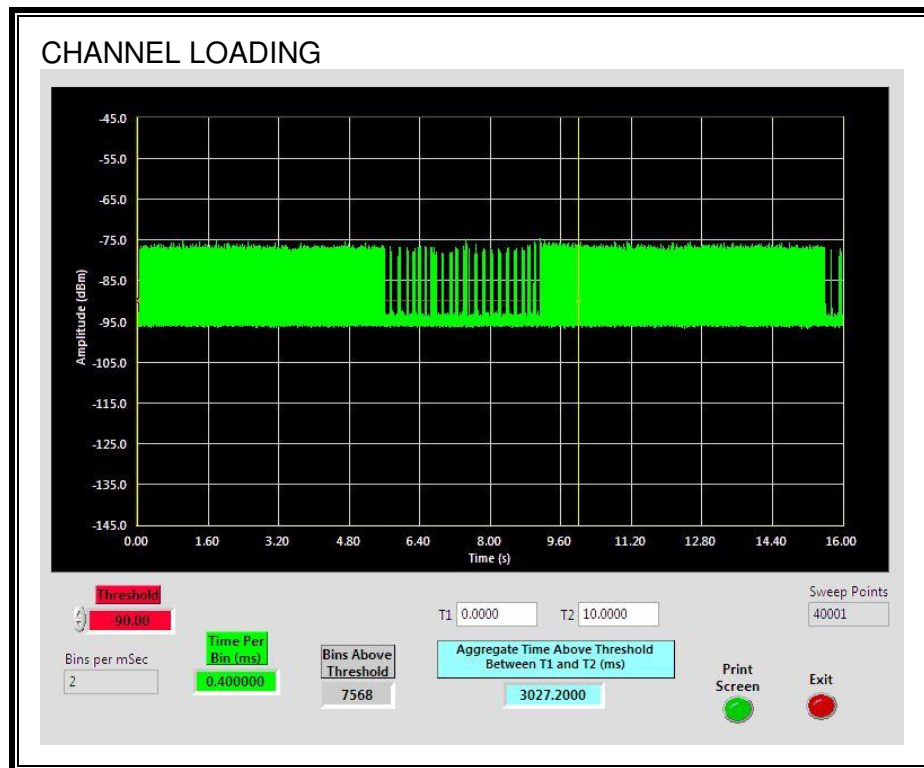 CHANNEL LOADING
-45.0
-55.0
-65.0
-75.0
-85.0
-95.0
-105.0
-115.0
-125.0
-135.0
-145.0
Amplitude (dBm)
0.00 1.60 3.20 4.80 6.40 8.00 9.60 11.20 12.80 14.40 16.00
Time (s)
Threshold
-90.00
Bins per mSec
2
Time Per
Bin (ms)
0.400000
Bins Above
Threshold
7568
T1 0.0000 T2 10.0000
Aggregate Time Above Threshold
Between T1 and T2 (ms)
3027.2000
Sweep Points
40001
Print
Screen
Exit